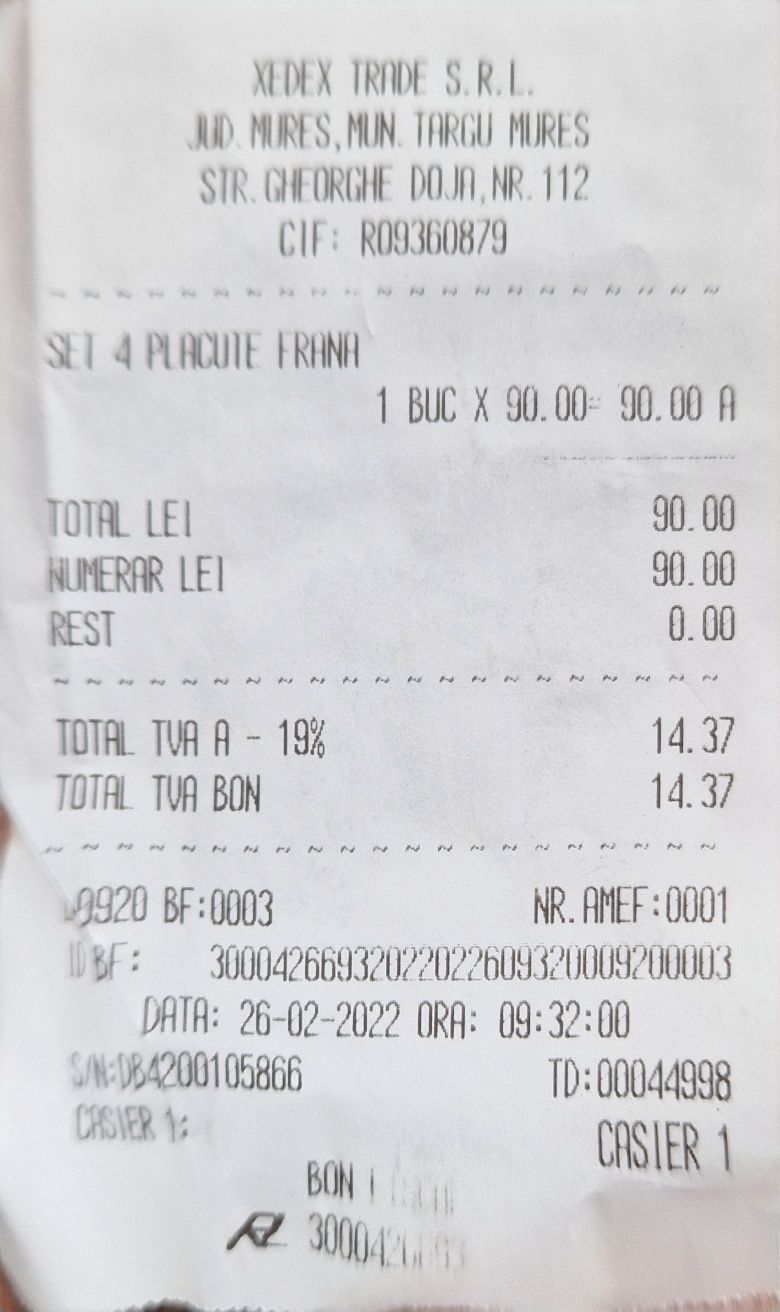 XEDEX TRADE S.R.L.
JUD. MURES,MUN. TARGU MURES
STR.GHEORGHE DOJA,NR.112
CIF: RO9360879
SET 4 PLACUTE FRANA
1 BUC X 90.00= 90.00 A
TOTAL LEI 90.00
NUMERAR LEI 90.00
REST 0.00
TOTAL TVA A - 19% 14.37
TOTAL TVA BON 14.37
BF:0003 NR.AMEF:0001
ID BF: 30004266932022022609320009200003
DATA: 26-02-2022 ORA: 09:32:00
S/N:DB4200105866 TD:00044998
CASIER 1: CASIER 1
BON